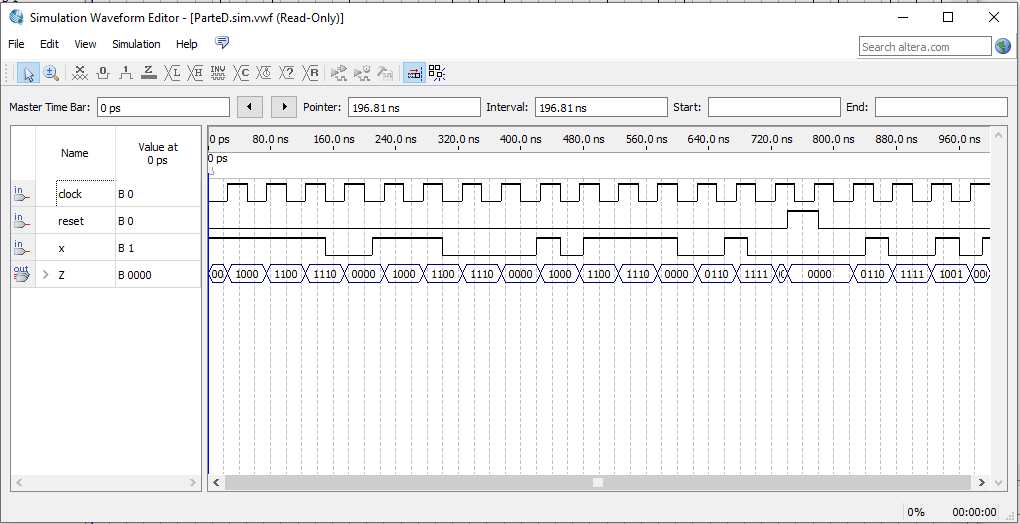 Simulation Waveform Editor - [ParteD.sim.vwf (Read-Only)]
File Edit View Simulation Help
Search altera.com
Master Time Bar: 0 ps Pointer: 196.81 ns Interval: 196.81 ns Start: End:
Name
Value at
0 ps
0 ps 80.0 ns 160.0 ns 240.0 ns 320.0 ns 400.0 ns 480.0 ns 560.0 ns 640.0 ns 720.0 ns 800.0 ns 880.0 ns 960.0 ns
0 ps
in clock B 0
in reset B 0
in x B 1
out Z B 0000 00 1000 1100 1110 0000 1000 1100 1110 0000 1000 1100 1110 0000 0110 1111 0000 0110 1111 1001
0% 00:00:00